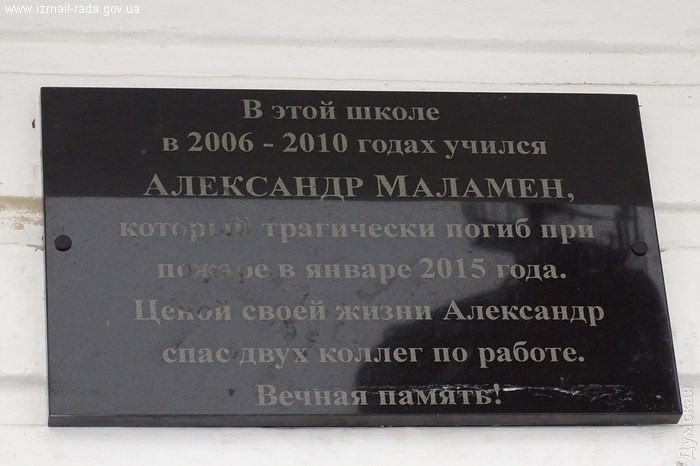 www.izmail-rada.gov.ua
В этой школе
в 2006 - 2010 годах учился
АЛЕКСАНДР МАЛАМЕН,
который трагически погиб при
пожаре в январе 2015 года.
Ценой своей жизни Александр
спас двух коллег по работе.
Вечная память!
Думская